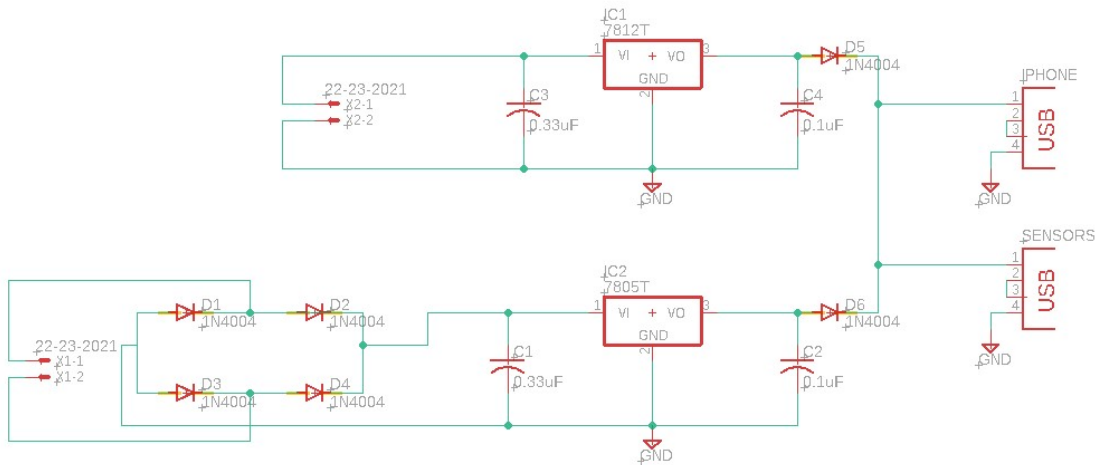 IC1
7812T
1 VI VO 3
GND
2
D5
1N4004
22-23-2021
X2-1
X2-2
C3
0.33uF
C4
0.1uF
GND
IPHONE
1
2
3
4
USB
GND
SENSORS
1
2
3
4
USB
GND
IC2
7805T
1 VI VO 3
GND
2
D6
1N4004
D1
1N4004
D2
1N4004
22-23-2021
X1-1
X1-2
D3
1N4004
D4
1N4004
C1
0.33uF
C2
0.1uF
GND